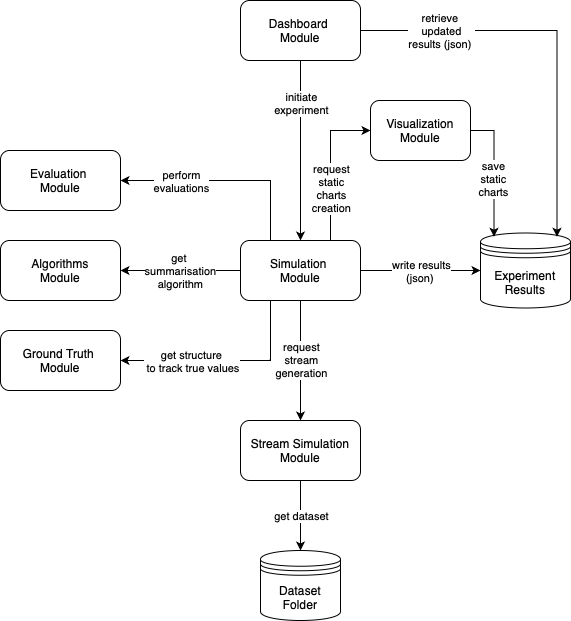 Dashboard
Module
retrieve
updated
results (json)
initiate
experiment
Visualization
Module
request
static
charts
creation
save
static
charts
Evaluation
Module
perform
evaluations
Algorithms
Module
get
summarisation
algorithm
Simulation
Module
write results
(json)
Experiment
Results
Ground Truth
Module
get structure
to track true values
request
stream
generation
Stream Simulation
Module
get dataset
Dataset
Folder